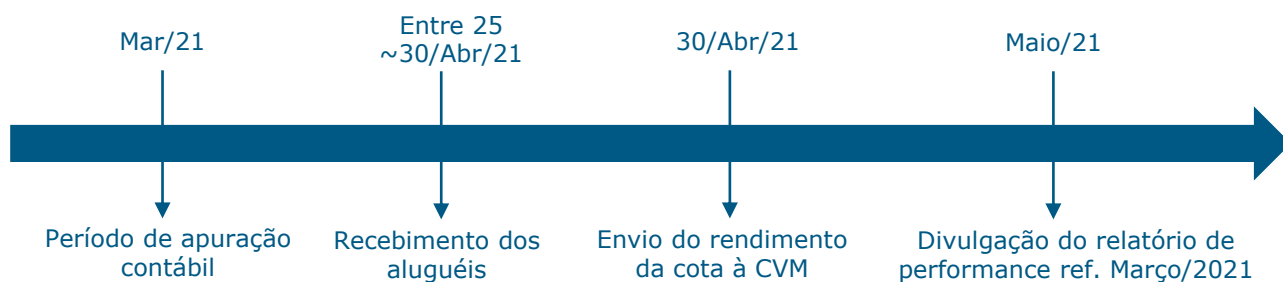 Mar/21
Entre 25
~30/Abr/21
30/Abr/21
Maio/21
Período de apuração
contábil
Recebimento dos
aluguéis
Envio do rendimento
da cota à CVM
Divulgação do relatório de
performance ref. Março/2021